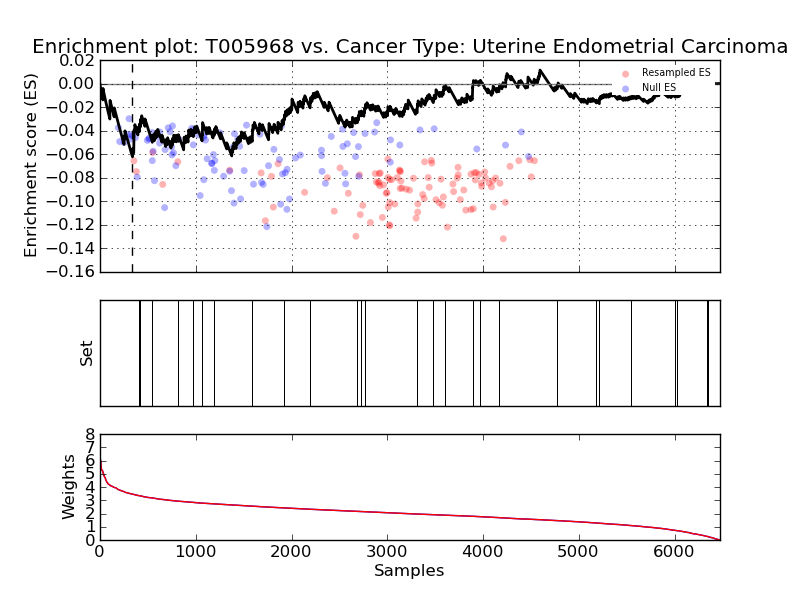 Enrichment plot: T005968 vs. Cancer Type: Uterine Endometrial Carcinoma
Enrichment score (ES)
0.02
0.00
−0.02
−0.04
−0.06
−0.08
−0.10
−0.12
−0.14
−0.16
Resampled ES
Null ES
Set
Weights
8
7
6
5
4
3
2
1
0
0 1000 2000 3000 4000 5000 6000
Samples